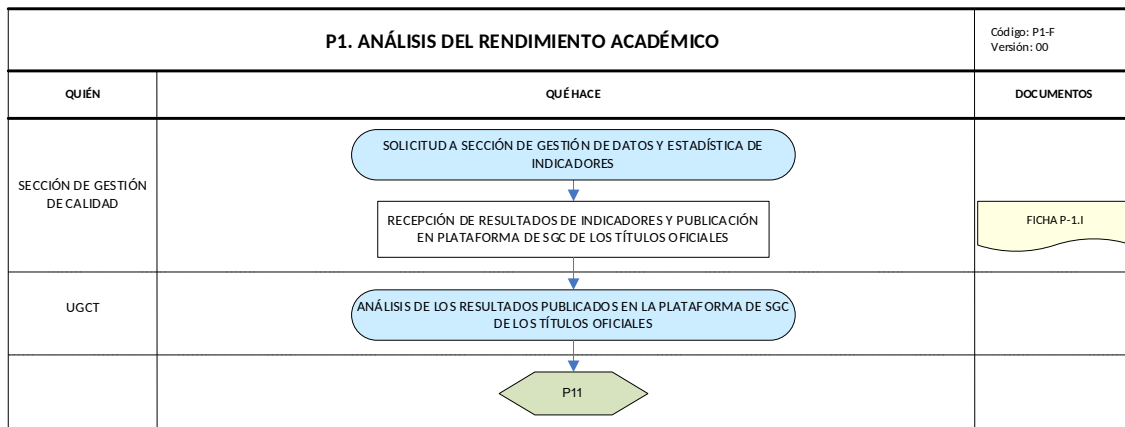 P1. ANÁLISIS DEL RENDIMIENTO ACADÉMICO
Código: P1-F
Versión: 00
QUIÉN
QUÉ HACE
DOCUMENTOS
SECCIÓN DE GESTIÓN
DE CALIDAD
SOLICITUD A SECCIÓN DE GESTIÓN DE DATOS Y ESTADÍSTICA DE
INDICADORES
RECEPCIÓN DE RESULTADOS DE INDICADORES Y PUBLICACIÓN
EN PLATAFORMA DE SGC DE LOS TÍTULOS OFICIALES
FICHA P-1.I
UGCT
ANÁLISIS DE LOS RESULTADOS PUBLICADOS EN LA PLATAFORMA DE SGC
DE LOS TÍTULOS OFICIALES
P11